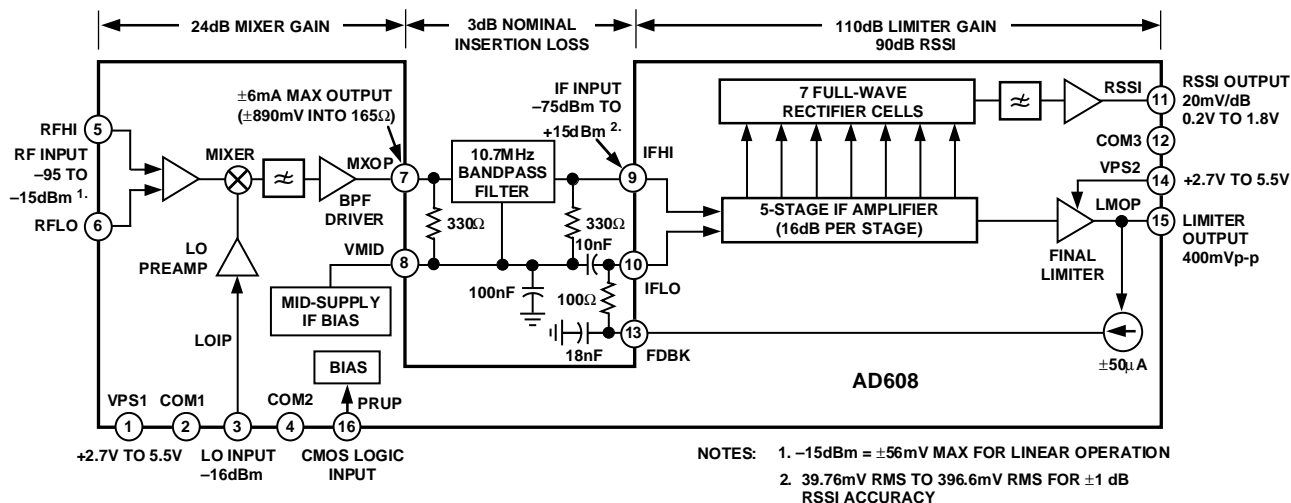 24dB MIXER GAIN
3dB NOMINAL
INSERTION LOSS
110dB LIMITER GAIN
90dB RSSI
±6mA MAX OUTPUT
(±890mV INTO 165Ω)
IF INPUT
–75dBm TO
+15dBm 2.
7 FULL-WAVE
RECTIFIER CELLS
RSSI
11
RSSI OUTPUT
20mV/dB
0.2V TO 1.8V
COM3
12
VPS2
14
+2.7V TO 5.5V
LMOP
15
LIMITER
OUTPUT
400mVp-p
RFHI
5
RF INPUT
–95 TO
–15dBm 1.
6
RFLO
MIXER
MXOP
7
BPF
DRIVER
10.7MHz
BANDPASS
FILTER
IFHI
9
5-STAGE IF AMPLIFIER
(16dB PER STAGE)
FINAL
LIMITER
330Ω
330Ω
10nF
LO
PREAMP
VMID
8
10
IFLO
MID-SUPPLY
IF BIAS
100nF
100Ω
18nF
13
FDBK
±50μA
LOIP
BIAS
PRUP
AD608
VPS1
COM1
COM2
1
2
3
4
16
+2.7V TO 5.5V
LO INPUT
–16dBm
CMOS LOGIC
INPUT
NOTES: 1. –15dBm = ±56mV MAX FOR LINEAR OPERATION
2. 39.76mV RMS TO 396.6mV RMS FOR ±1 dB
RSSI ACCURACY